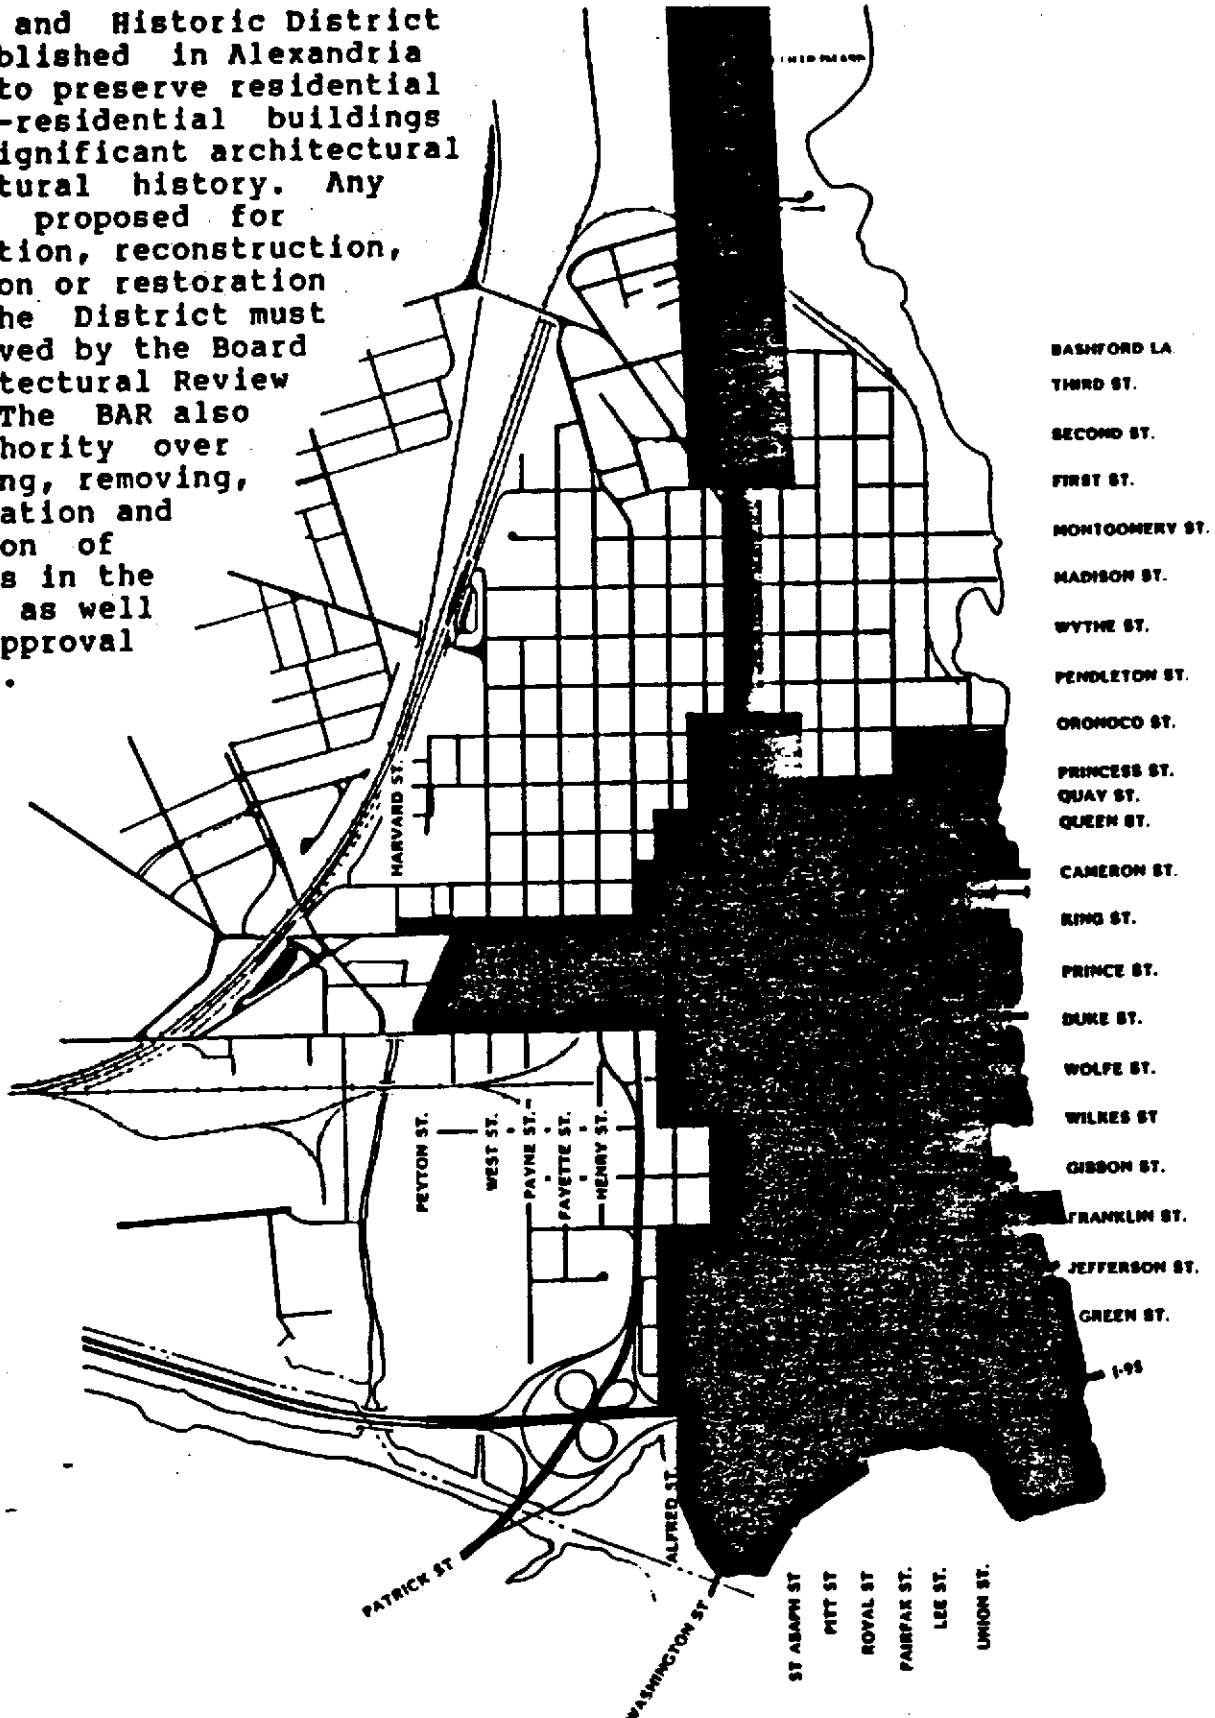 and Historic District
blished in Alexandria
to preserve residential
-residential buildings
ignificant architectural
tural history. Any
proposed for
tion, reconstruction,
on or restoration
he District must
ved by the Board
tectural Review
The BAR also
hority over
ng, removing,
ation and
on of
s in the
as well
pproval
.
BASHFORD LA
THIRD ST.
SECOND ST.
FIRST ST.
MONTGOMERY ST.
MADISON ST.
WYTHE ST.
PENDLETON ST.
ORONOCO ST.
PRINCESS ST.
QUAY ST.
QUEEN ST.
CAMERON ST.
KING ST.
PRINCE ST.
DUKE ST.
WOLFE ST.
WILKES ST
GIBBON ST.
FRANKLIN ST.
JEFFERSON ST.
GREEN ST.
I-95
HARVARD ST.
PEYTON ST.
WEST ST.
PAYNE ST.
FAYETTE ST.
HENRY ST.
ALFRED ST.
PATRICK ST
WASHINGTON ST
ST ASAPH ST
PITT ST
ROYAL ST
FAIRFAX ST.
LEE ST.
UNION ST.